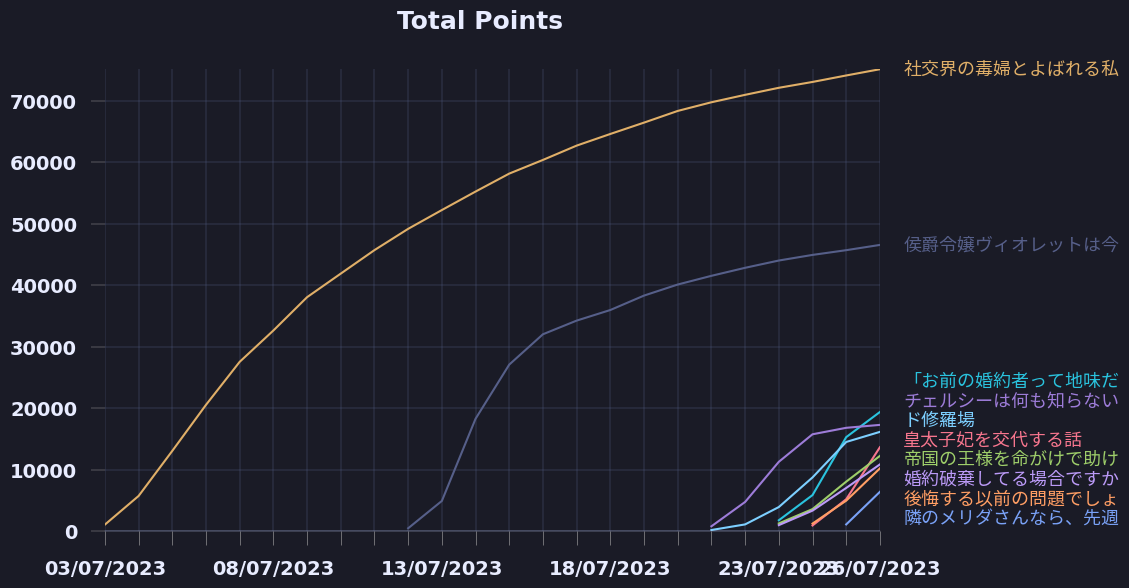 Total Points
社交界の毒婦とよばれる私
70000
60000
50000
侯爵令嬢ヴィオレットは今
40000
30000
「お前の婚約者って地味だ
チェルシーは何も知らない
20000
ド修羅場
皇太子妃を交代する話
帝国の王様を命がけで助け
10000
婚約破棄してる場合ですか
後悔する以前の問題でしょ
隣のメリダさんなら、先週
0
03/07/2023 08/07/2023 13/07/2023 18/07/2023 23/07/2023 26/07/2023